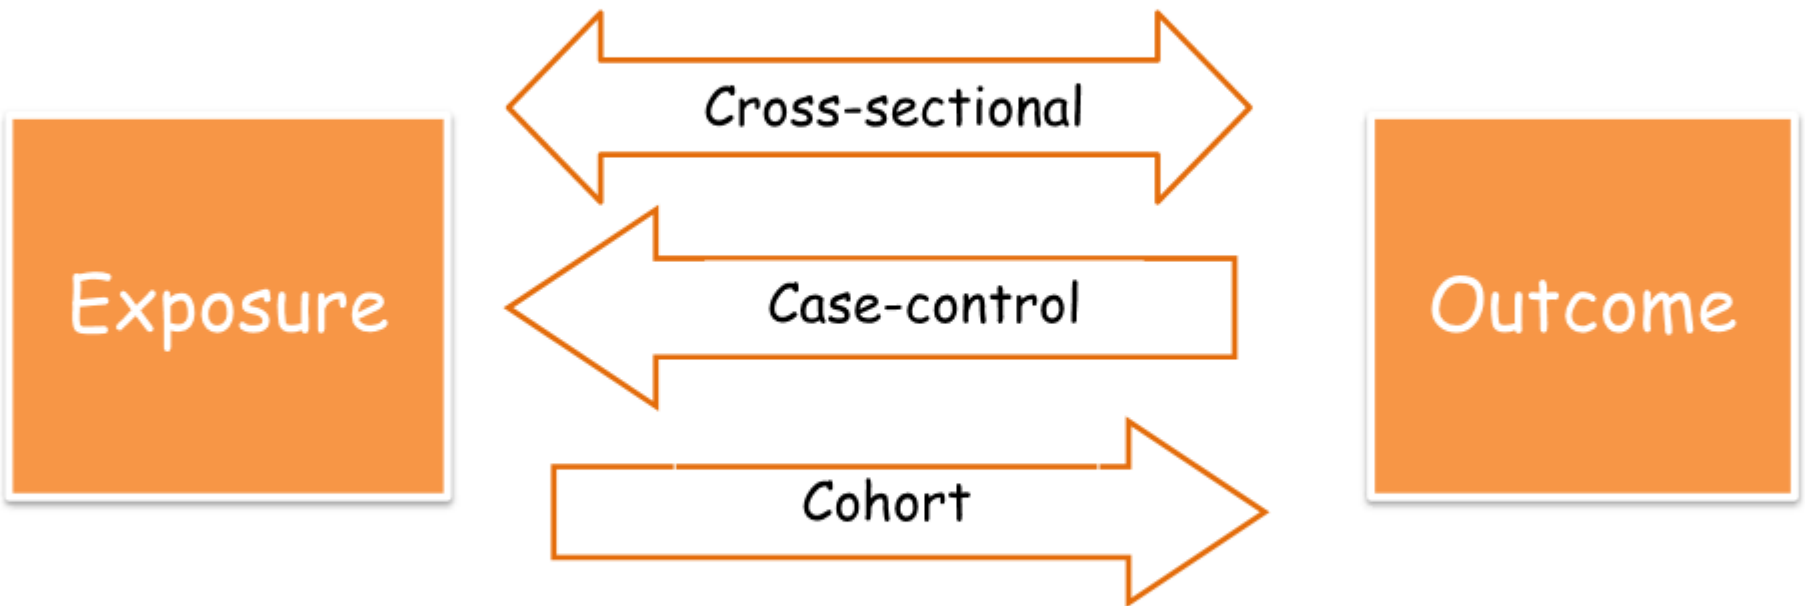 Cross-sectional
Exposure
Case-control
Outcome
Cohort